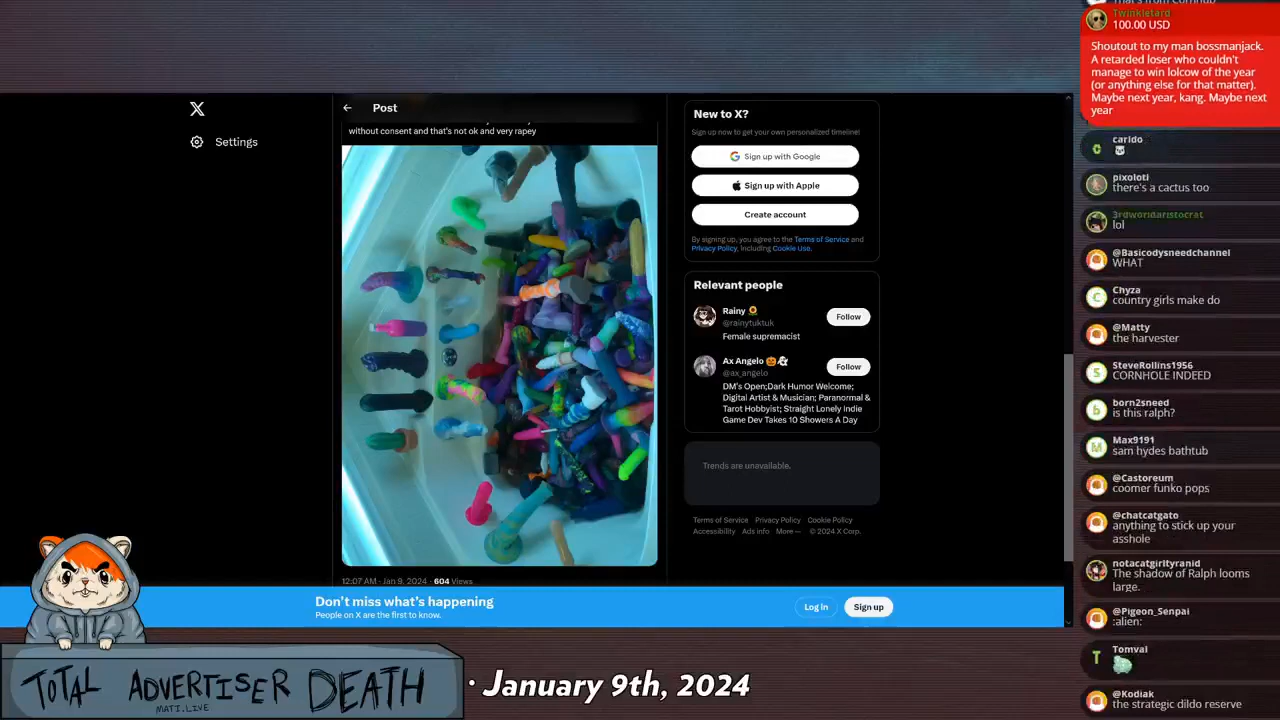 Post
Settings
without consent and that's not ok and very rapey
12:07 AM · Jan 9, 2024 · 604 Views
New to X?
Sign up now to get your own personalized timeline!
Sign up with Google
Sign up with Apple
Create account
By signing up, you agree to the Terms of Service and
Privacy Policy, including Cookie Use.
Relevant people
Rainy
@rainytuktuk
Follow
Female supremacist
Ax Angelo
@ax_angelo
Follow
DM's Open;Dark Humor Welcome;
Digital Artist & Musician; Paranormal &
Tarot Hobbyist; Straight Lonely Indie
Game Dev Takes 10 Showers A Day
Trends are unavailable.
Terms of Service Privacy Policy Cookie Policy
Accessibility Ads info More ··· © 2024 X Corp.
Don't miss what's happening
People on X are the first to know.
Log in
Sign up
TOTAL ADVERTISER DEATH
MATI.LIVE
· January 9th, 2024
Twinkletard
100.00 USD
Shoutout to my man bossmanjack.
A retarded loser who couldn't
manage to win lolcow of the year
(or anything else for that matter).
Maybe next year, kang. Maybe next
year
carldo
pixoloti
there's a cactus too
3rdworldaristocrat
lol
@Basicodysneedchannel
WHAT
Chyza
country girls make do
@Matty
the harvester
SteveRollins1956
CORNHOLE INDEED
born2sneed
is this ralph?
Max9191
sam hydes bathtub
@Castoreum
coomer funko pops
@chatcatgato
anything to stick up your
asshole
notacatgirltyranid
The shadow of Ralph looms
large.
@Pigeon_Senpai
:alien:
Tomval
@Kodiak
the strategic dildo reserve